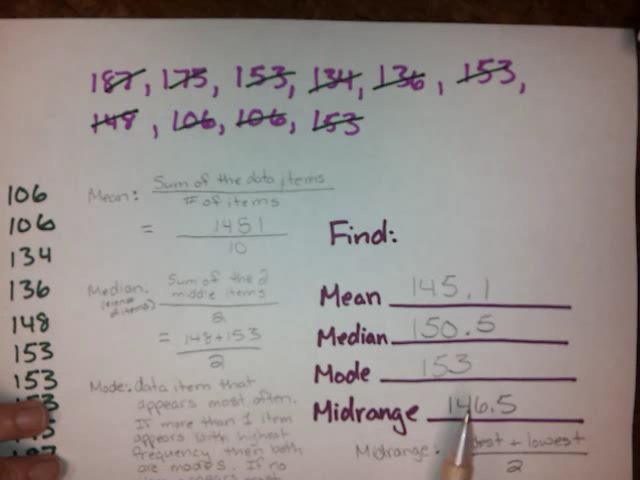 187, 175, 153, 134, 136, 153,
148, 106, 106, 153
106
106
134
136
148
153
153
Mean: Sum of the data items
# of items
= 1451
10
Median: Sum of the 2
middle items
2
= 148+153
2
Mode: data item that
appears most often.
If more than 1 item
appears with highest
frequency then both
are modes. If no
Find:
Mean 145.1
Median 150.5
Mode 153
Midrange 146.5
Midrange. + lowest
2